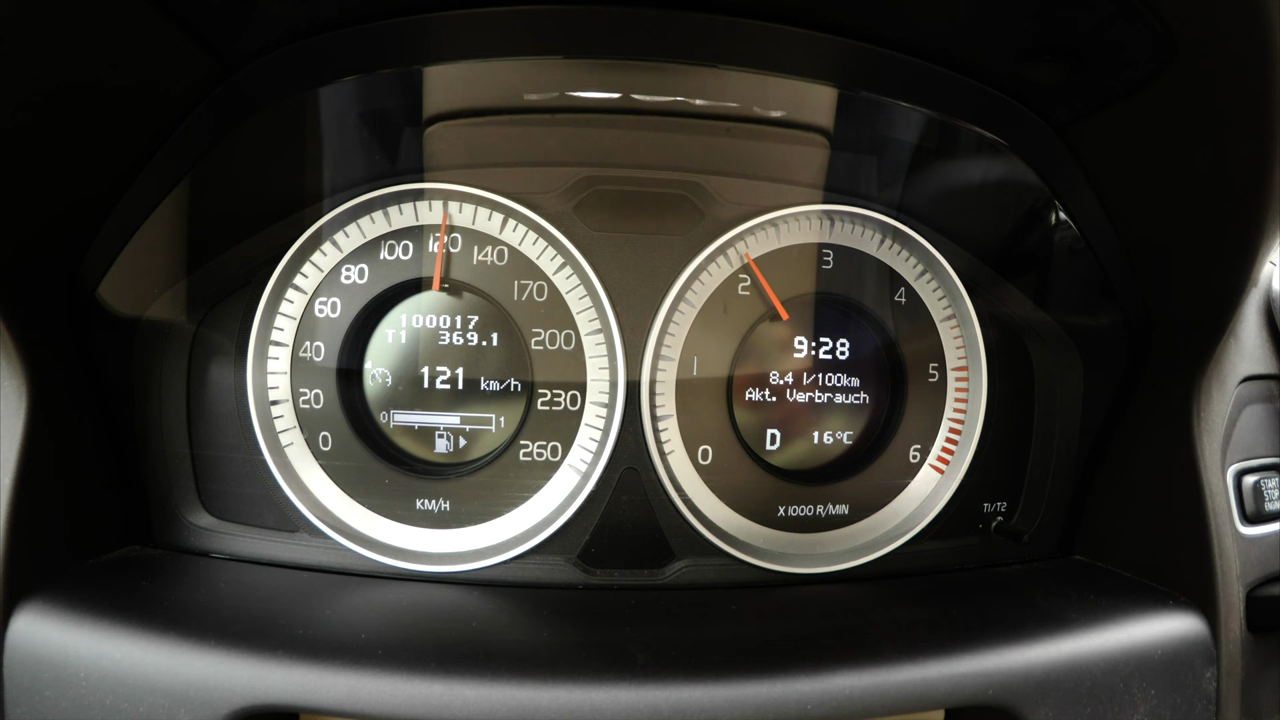 0
20
40
60
80
100
120
140
170
200
230
260
100017
T1 369.1
121 km/h
0 1
KM/H
0
1
2
3
4
5
6
9:28
8.4 l/100km
Akt. Verbrauch
D 16°C
X 1000 R/MIN
T1/T2
START
STOP
ENGINE